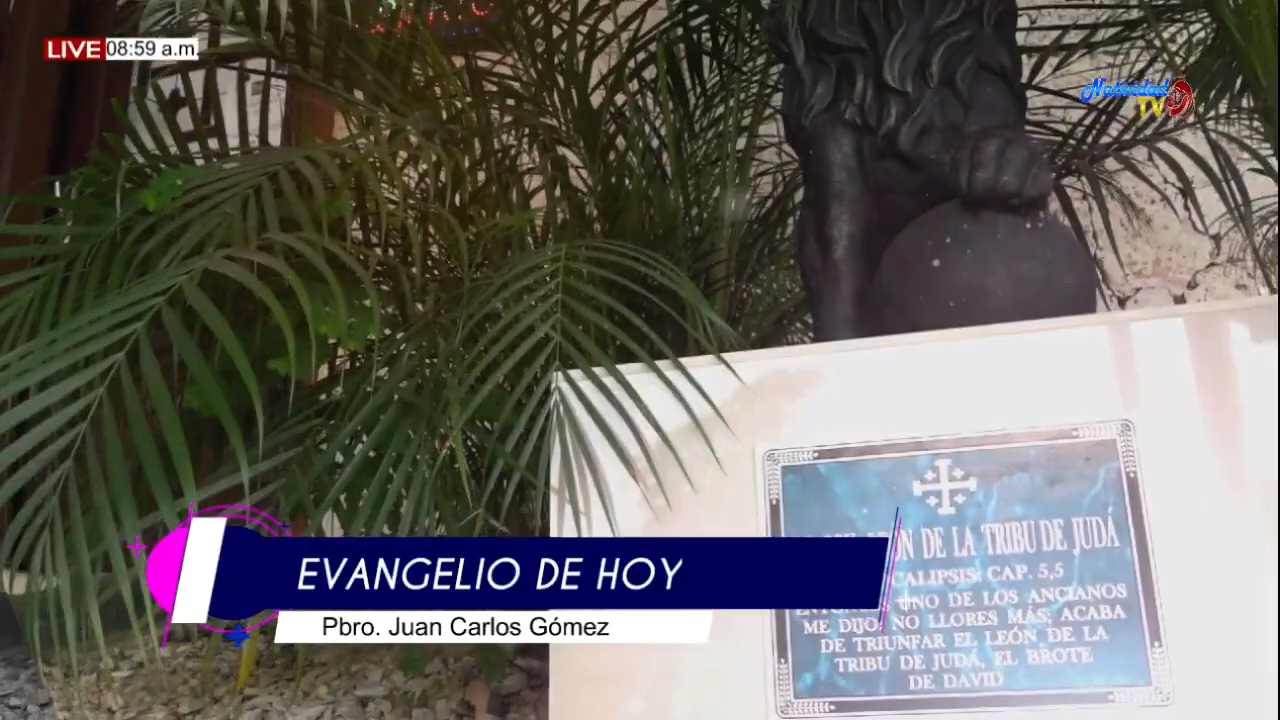 LIVE 08:59 a.m.
Natividad
TV
EVANGELIO DE HOY
Pbro. Juan Carlos Gómez
DE LA TRIBU DE JUDÁ
CAP. 5,5
UNO DE LOS ANCIANOS
ME DIJO: NO LLORES MÁS; ACABA
DE TRIUNFAR EL LEÓN DE LA
TRIBU DE JUDÁ, EL BROTE
DE DAVID